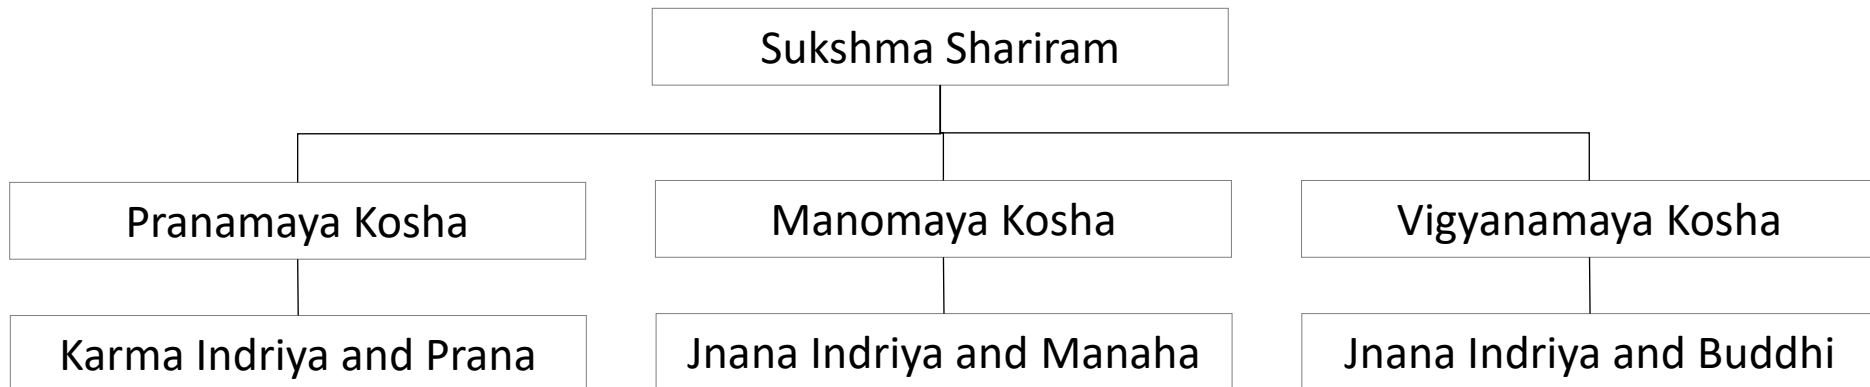 Sukshma Shariram
Pranamaya Kosha
Manomaya Kosha
Vigyanamaya Kosha
Karma Indriya and Prana
Jnana Indriya and Manaha
Jnana Indriya and Buddhi